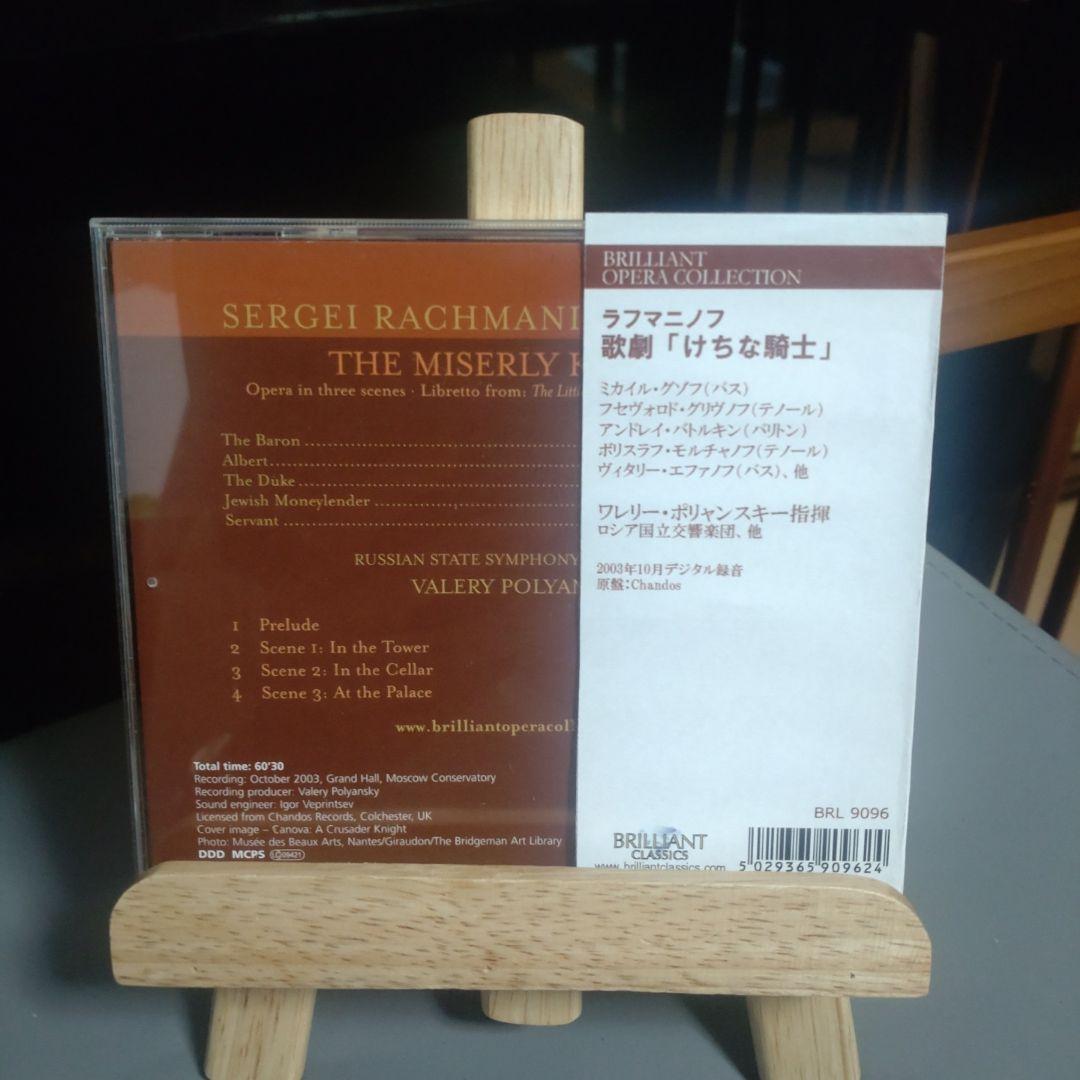 SERGEI RACHMANI
THE MISERLY K
Opera in three scenes · Libretto from: The Littl
The Baron
Albert
The Duke
Jewish Moneylender
Servant
RUSSIAN STATE SYMPHONY
VALERY POLYAN
1 Prelude
2 Scene 1: In the Tower
3 Scene 2: In the Cellar
4 Scene 3: At the Palace
www.brilliantoperacol
Total time: 60'30
Recording: October 2003, Grand Hall, Moscow Conservatory
Recording producer: Valery Polyansky
Sound engineer: Igor Veprintsev
Licensed from Chandos Records, Colchester, UK
Cover image – Canova: A Crusader Knight
Photo: Musée des Beaux Arts, Nantes/Giraudon/The Bridgeman Art Library
DDD MCPS LC09421
BRILLIANT
OPERA COLLECTION
ラフマニノフ
歌劇「けちな騎士」
ミカイル・グゾフ(バス)
フセヴォロド・グリヴノフ(テノール)
アンドレイ・バトルキン(バリトン)
ボリスラフ・モルチャノフ(テノール)
ヴィタリー・エファノフ(バス)、他
ワレリー・ポリャンスキー指揮
ロシア国立交響楽団、他
2003年10月デジタル録音
原盤:Chandos
BRL 9096
BRILLIANT
CLASSICS
www.brilliantclassics.com
5 029365 909624